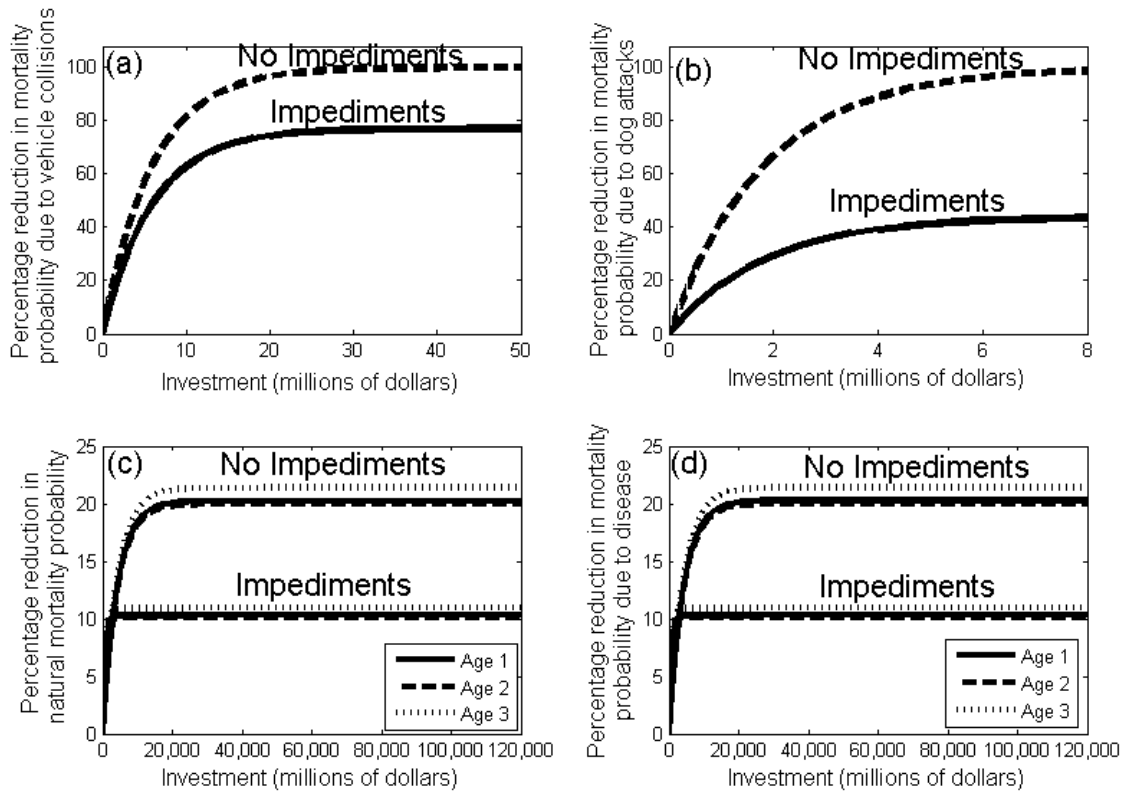 (a)
No Impediments
Impediments
Percentage reduction in mortality
probability due to vehicle collisions
100
80
60
40
20
0
0 10 20 30 40 50
Investment (millions of dollars)
(b)
No Impediments
Impediments
Percentage reduction in mortality
probability due to dog attacks
100
80
60
40
20
0
0 2 4 6 8
Investment (millions of dollars)
(c)
No Impediments
Impediments
Percentage reduction in
natural mortality probability
25
20
15
10
5
0
Age 1
Age 2
Age 3
0 20,000 40,000 60,000 80,000 100,000 120,000
Investment (millions of dollars)
(d)
No Impediments
Impediments
Percentage reduction in mortality
probability due to disease
25
20
15
10
5
0
Age 1
Age 2
Age 3
0 20,000 40,000 60,000 80,000 100,000 120,000
Investment (millions of dollars)